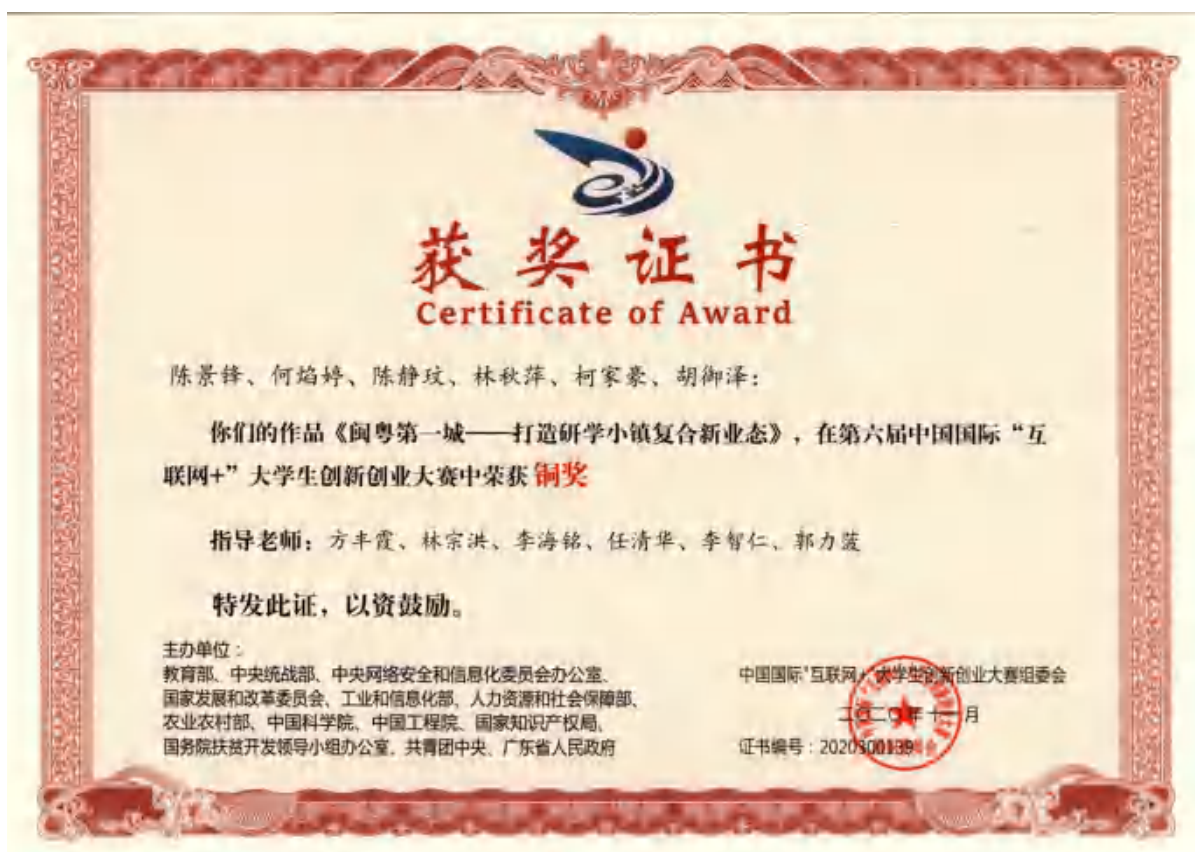 获奖证书
Certificate of Award
陈景锋、何焰婷、陈静玟、林秋萍、柯家豪、胡御泽：
你们的作品《闽粤第一城——打造研学小镇复合新业态》，在第六届中国国际“互
联网+”大学生创新创业大赛中荣获 铜奖
指导老师：方丰霞、林宗洪、李海铭、任清华、李智仁、郭力菠
特发此证，以资鼓励。
主办单位：
教育部、中央统战部、中央网络安全和信息化委员会办公室、
国家发展和改革委员会、工业和信息化部、人力资源和社会保障部、
农业农村部、中国科学院、中国工程院、国家知识产权局、
国务院扶贫开发领导小组办公室、共青团中央、广东省人民政府
中国国际"互联网+"大学生创新创业大赛组委会
二〇二〇年十一月
证书编号：2020300139